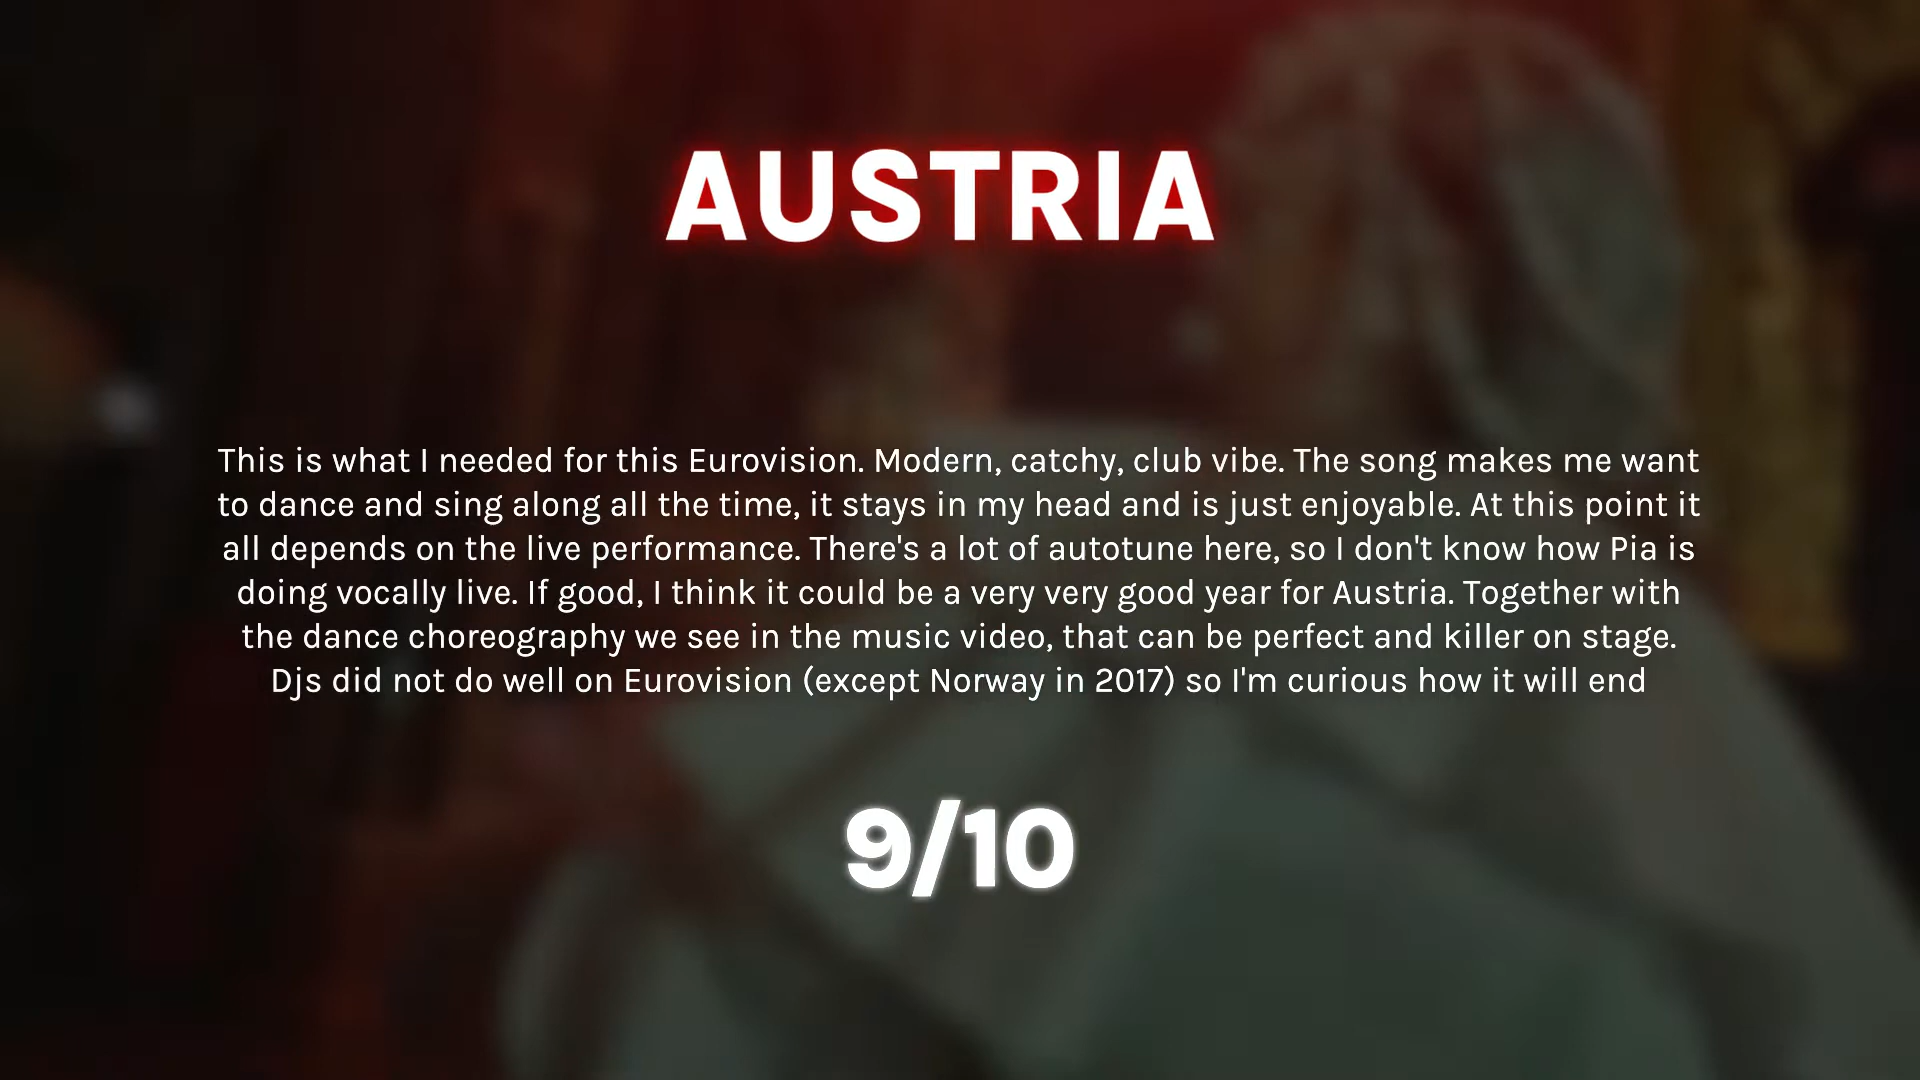 AUSTRIA
This is what I needed for this Eurovision. Modern, catchy, club vibe. The song makes me want
to dance and sing along all the time, it stays in my head and is just enjoyable. At this point it
all depends on the live performance. There's a lot of autotune here, so I don't know how Pia is
doing vocally live. If good, I think it could be a very very good year for Austria. Together with
the dance choreography we see in the music video, that can be perfect and killer on stage.
Djs did not do well on Eurovision (except Norway in 2017) so I'm curious how it will end
9/10